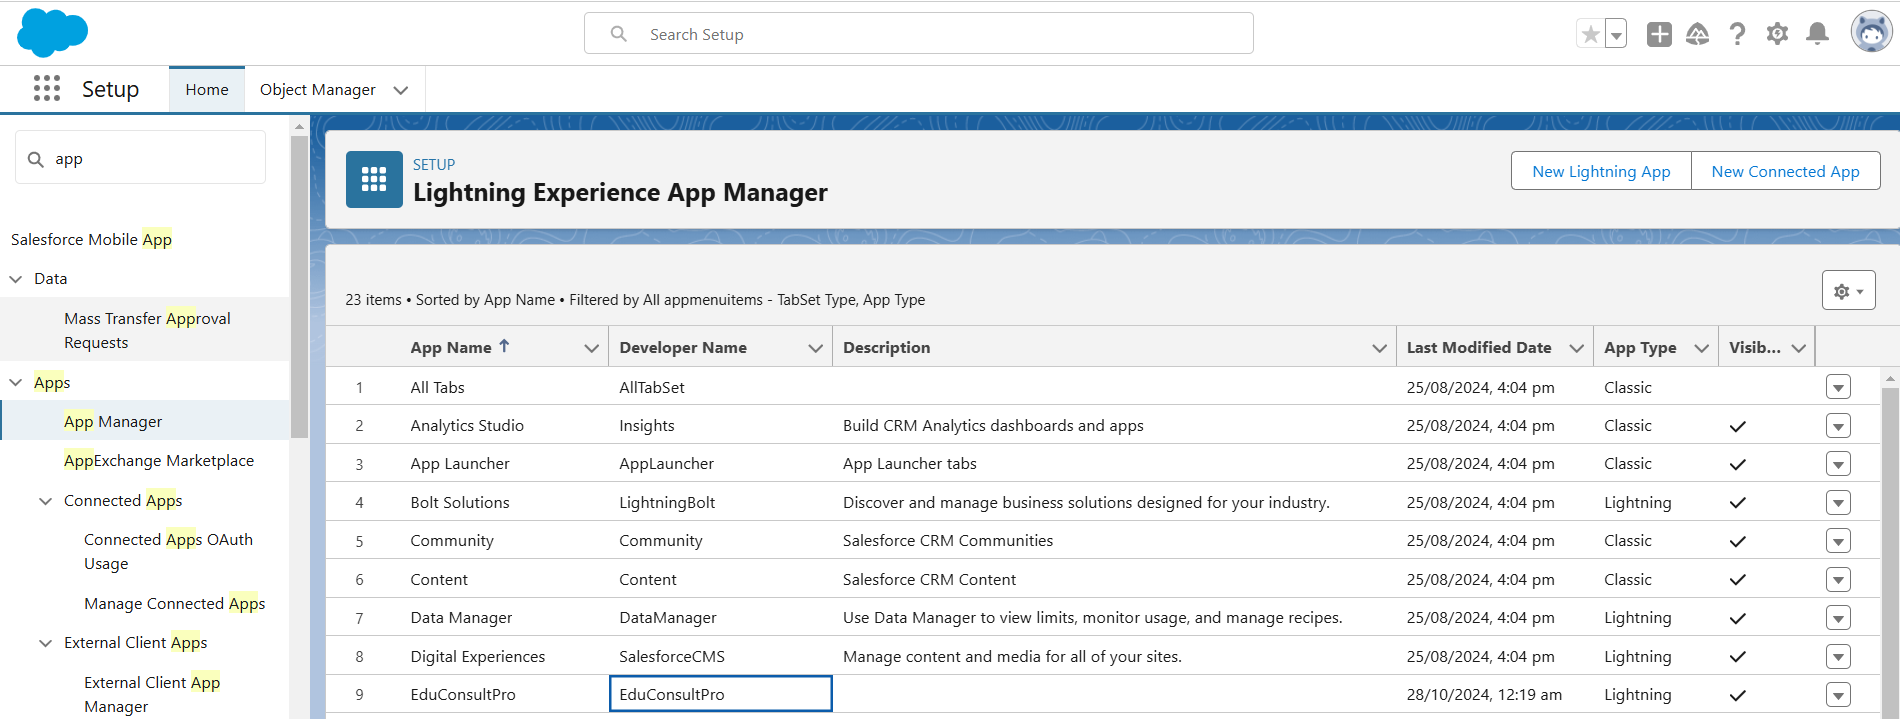 Search Setup
Setup
Home
Object Manager
app
Salesforce Mobile App
Data
Mass Transfer Approval
Requests
Apps
App Manager
AppExchange Marketplace
Connected Apps
Connected Apps OAuth
Usage
Manage Connected Apps
External Client Apps
External Client App
Manager
SETUP
Lightning Experience App Manager
New Lightning App
New Connected App
23 items • Sorted by App Name • Filtered by All appmenuitems - TabSet Type, App Type
App Name Developer Name Description Last Modified Date App Type Visib...
1 All Tabs AllTabSet 25/08/2024, 4:04 pm Classic
2 Analytics Studio Insights Build CRM Analytics dashboards and apps 25/08/2024, 4:04 pm Classic
3 App Launcher AppLauncher App Launcher tabs 25/08/2024, 4:04 pm Classic
4 Bolt Solutions LightningBolt Discover and manage business solutions designed for your industry. 25/08/2024, 4:04 pm Lightning
5 Community Community Salesforce CRM Communities 25/08/2024, 4:04 pm Classic
6 Content Content Salesforce CRM Content 25/08/2024, 4:04 pm Classic
7 Data Manager DataManager Use Data Manager to view limits, monitor usage, and manage recipes. 25/08/2024, 4:04 pm Lightning
8 Digital Experiences SalesforceCMS Manage content and media for all of your sites. 25/08/2024, 4:04 pm Lightning
9 EduConsultPro EduConsultPro 28/10/2024, 12:19 am Lightning